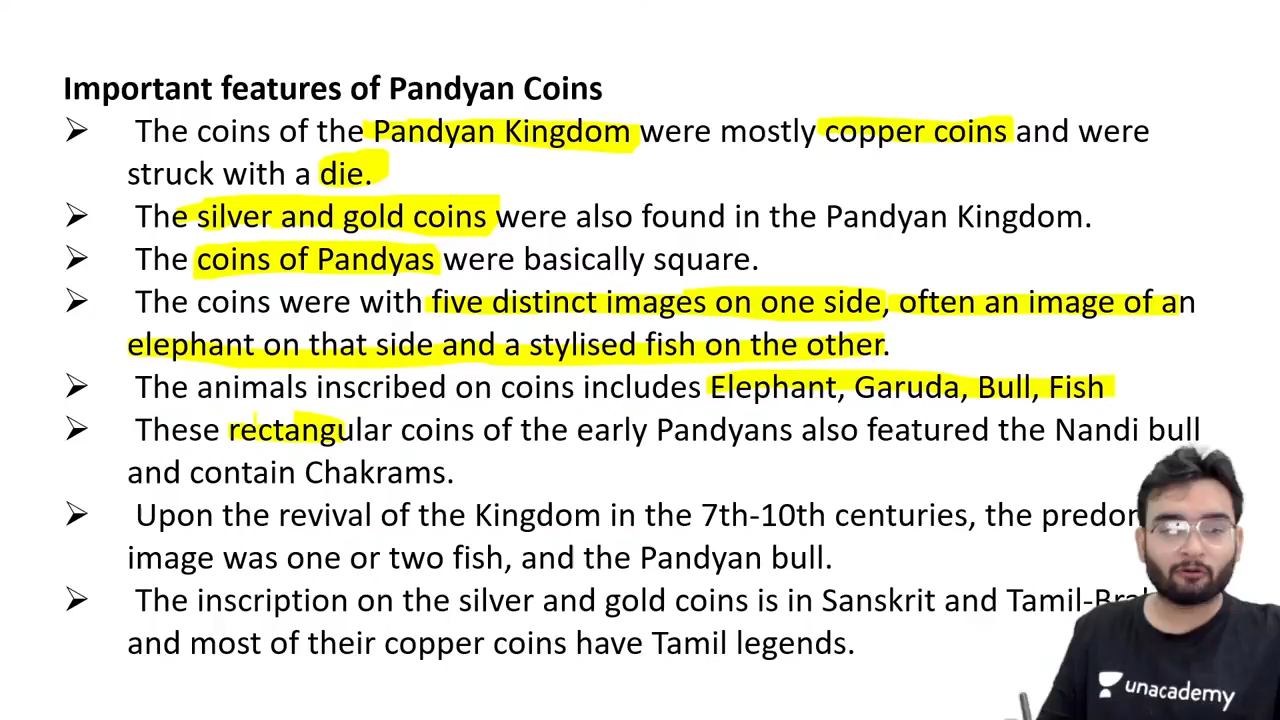 Important features of Pandyan Coins
➢ The coins of the Pandyan Kingdom were mostly copper coins and were
struck with a die.
➢ The silver and gold coins were also found in the Pandyan Kingdom.
➢ The coins of Pandyas were basically square.
➢ The coins were with five distinct images on one side, often an image of an
elephant on that side and a stylised fish on the other.
➢ The animals inscribed on coins includes Elephant, Garuda, Bull, Fish
➢ These rectangular coins of the early Pandyans also featured the Nandi bull
and contain Chakrams.
➢ Upon the revival of the Kingdom in the 7th-10th centuries, the
image was one or two fish, and the Pandyan bull.
➢ The inscription on the silver and gold coins is in Sanskrit and
and most of their copper coins have Tamil legends.
unacademy